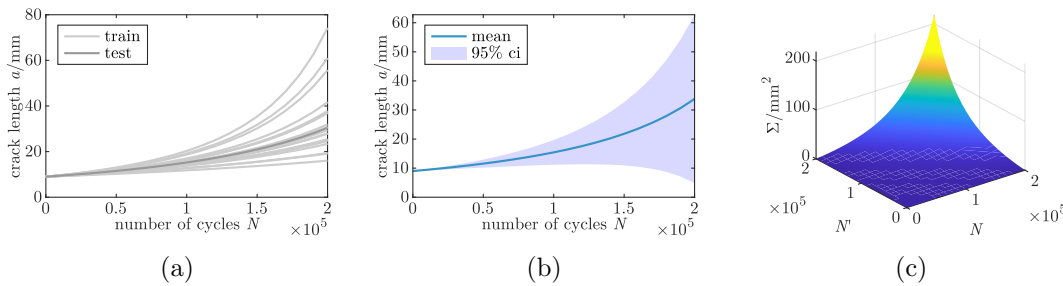 80
60
40
20
0
crack length a/mm
train
test
0
0.5
1
1.5
2
number of cycles N
×10^5
(a)
60
50
40
30
20
10
0
crack length a/mm
mean
95% ci
0
0.5
1
1.5
2
number of cycles N
×10^5
(b)
200
100
0
Σ/mm^2
2
1
0
×10^5
N'
0
1
2
×10^5
N
(c)